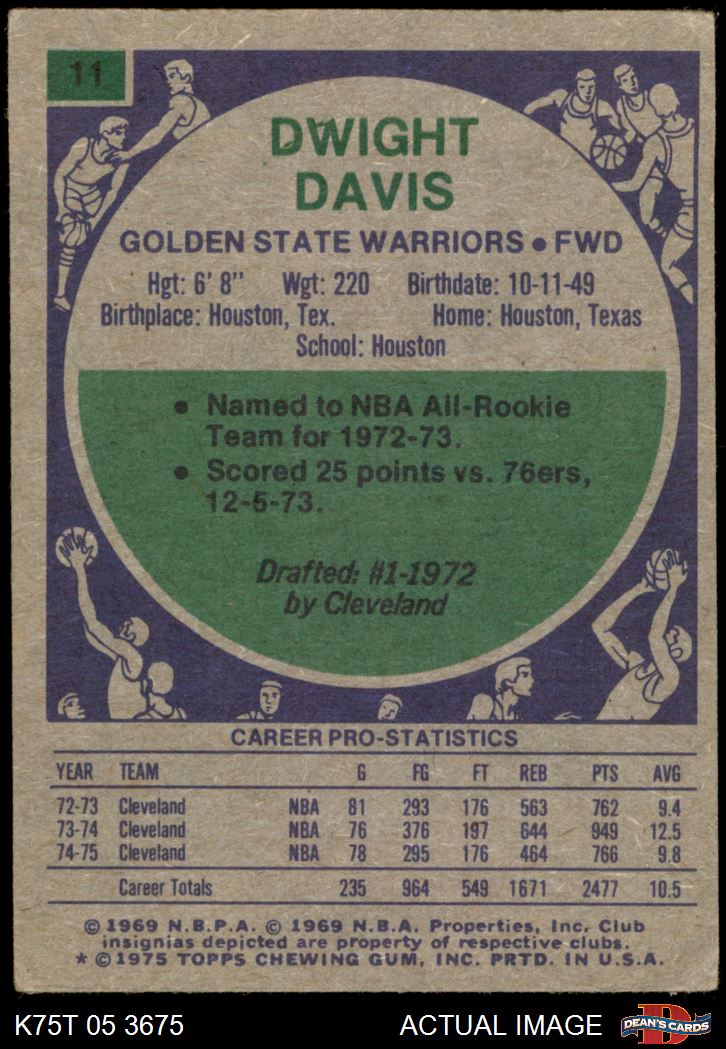 11
DWIGHT
DAVIS
GOLDEN STATE WARRIORS • FWD
Hgt: 6' 8" Wgt: 220 Birthdate: 10-11-49
Birthplace: Houston, Tex. Home: Houston, Texas
School: Houston
• Named to NBA All-Rookie
Team for 1972-73.
• Scored 25 points vs. 76ers,
12-5-73.
Drafted: #1-1972
by Cleveland
CAREER PRO-STATISTICS
YEAR TEAM G FG FT REB PTS AVG
72-73 Cleveland NBA 81 293 176 563 762 9.4
73-74 Cleveland NBA 76 376 197 644 949 12.5
74-75 Cleveland NBA 78 295 176 464 766 9.8
Career Totals 235 964 549 1671 2477 10.5
© 1969 N.B.P.A. © 1969 N.B.A. Properties, Inc. Club
insignias depicted are property of respective clubs.
* © 1975 TOPPS CHEWING GUM, INC. PRTD. IN U.S.A.
K75T 05 3675 ACTUAL IMAGE D
DEAN'S CARDS